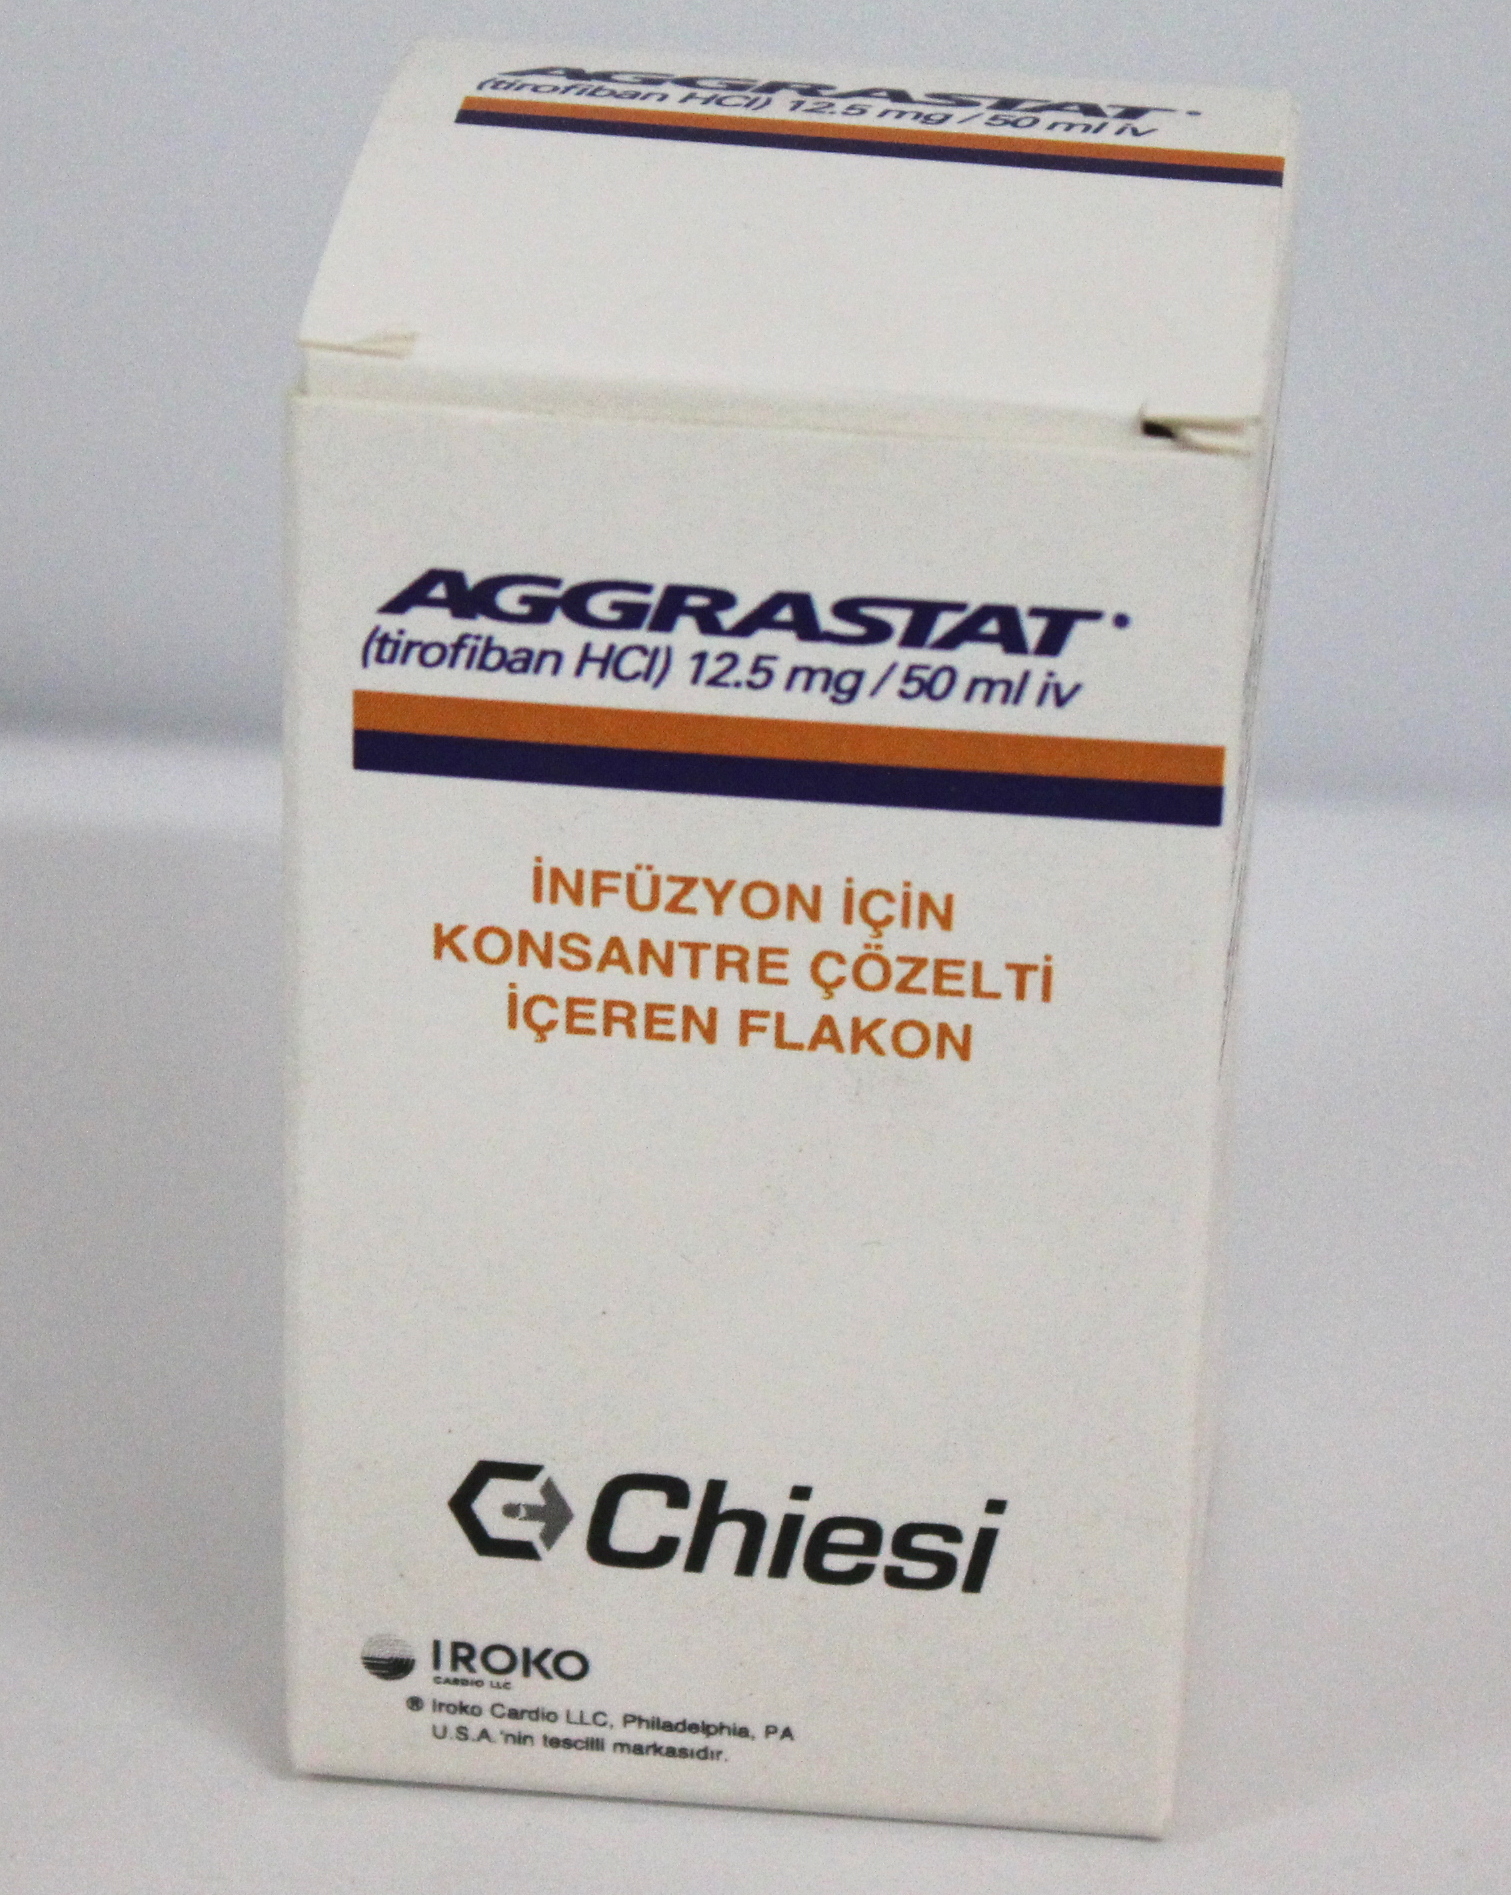 AGGRASTAT
(tirofiban HCl) 12.5 mg / 50 ml iv
AGGRASTAT
(tirofiban HCl) 12.5 mg / 50 ml iv
İNFÜZYON İÇİN
KONSANTRE ÇÖZELTİ
İÇEREN FLAKON
Chiesi
IROKO
CARDIO LLC
® Iroko Cardio LLC, Philadelphia, PA
U.S.A.'nin tescilli markasıdır.